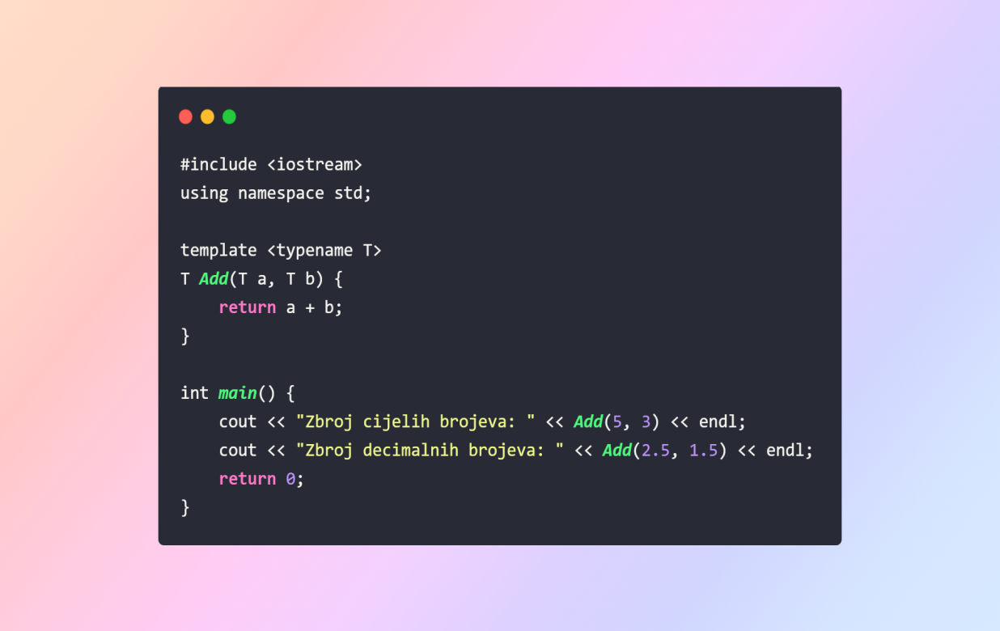 #include <iostream>
using namespace std;
template <typename T>
T Add(T a, T b) {
    return a + b;
}
int main() {
    cout << "Zbroj cijelih brojeva: " << Add(5, 3) << endl;
    cout << "Zbroj decimalnih brojeva: " << Add(2.5, 1.5) << endl;
    return 0;
}